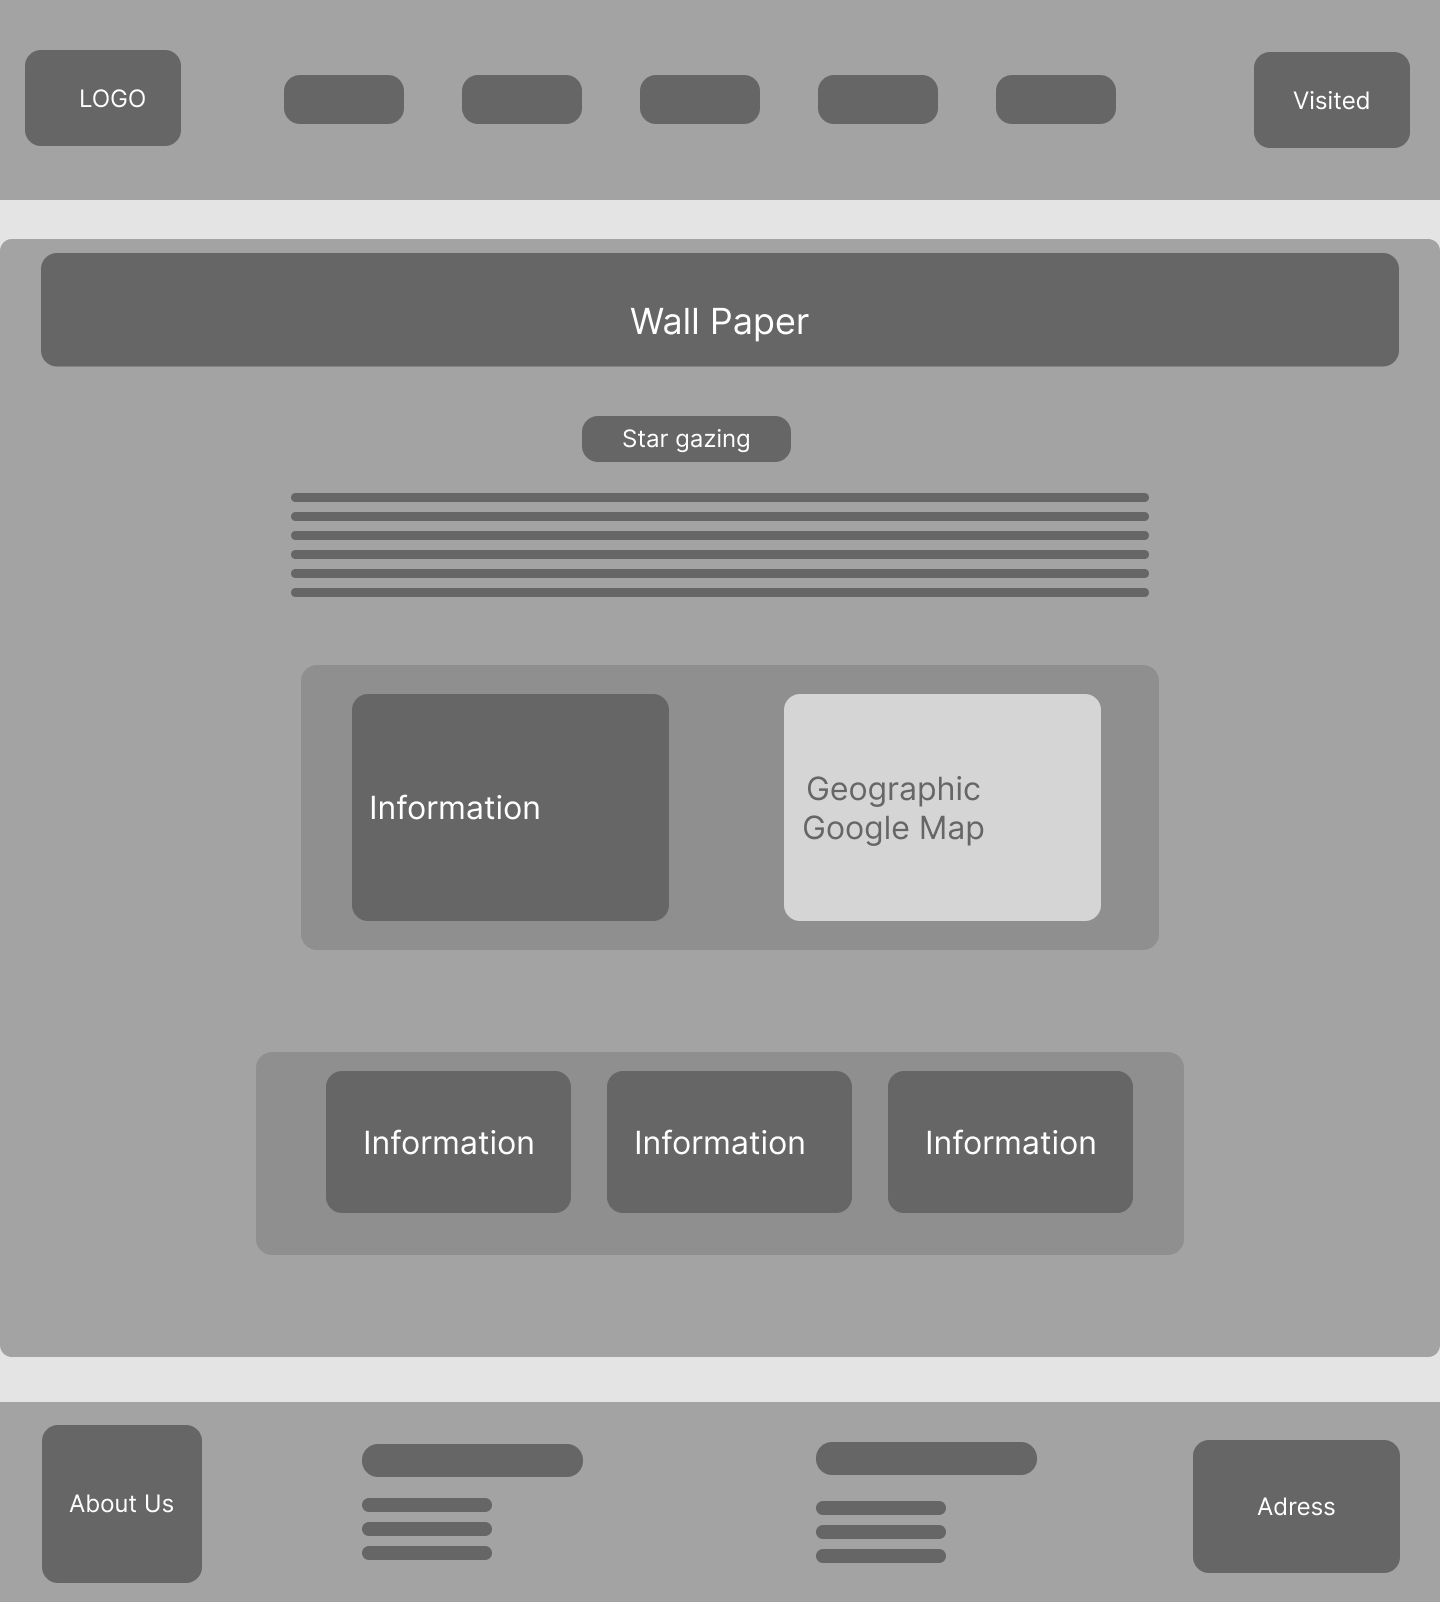 LOGO
Visited
Wall Paper
Star gazing
Information
Geographic
Google Map
Information
Information
Information
About Us
Adress